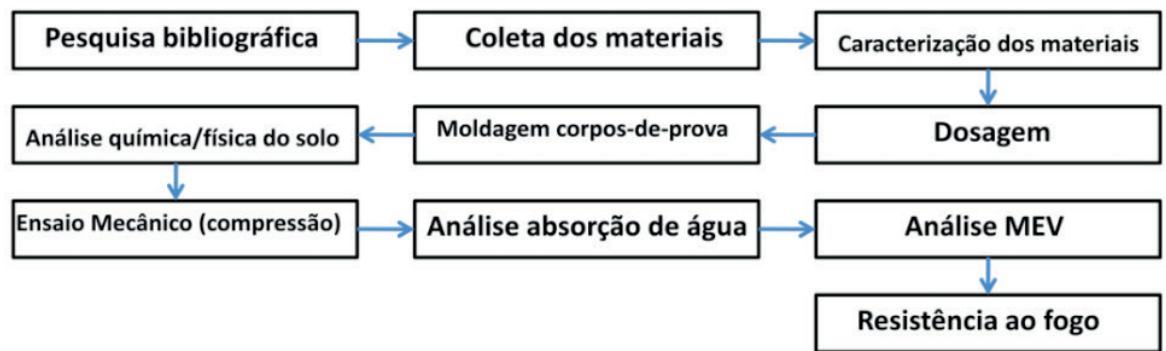 Pesquisa bibliográfica
Coleta dos materiais
Caracterização dos materiais
Dosagem
Moldagem corpos-de-prova
Análise química/física do solo
Ensaio Mecânico (compressão)
Análise absorção de água
Análise MEV
Resistência ao fogo